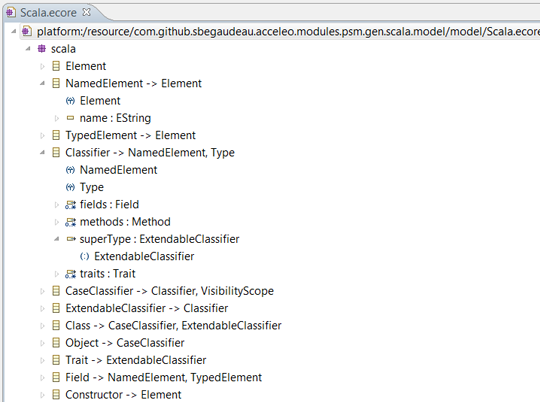 Scala.ecore
platform:/resource/com.github.sbegaudeau.acceleo.modules.psm.gen.scala.model/model/Scala.ecore
scala
Element
NamedElement -> Element
Element
name : EString
TypedElement -> Element
Classifier -> NamedElement, Type
NamedElement
Type
fields : Field
methods : Method
superType : ExtendableClassifier
ExtendableClassifier
traits : Trait
CaseClassifier -> Classifier, VisibilityScope
ExtendableClassifier -> Classifier
Class -> CaseClassifier, ExtendableClassifier
Object -> CaseClassifier
Trait -> ExtendableClassifier
Field -> NamedElement, TypedElement
Constructor -> Element